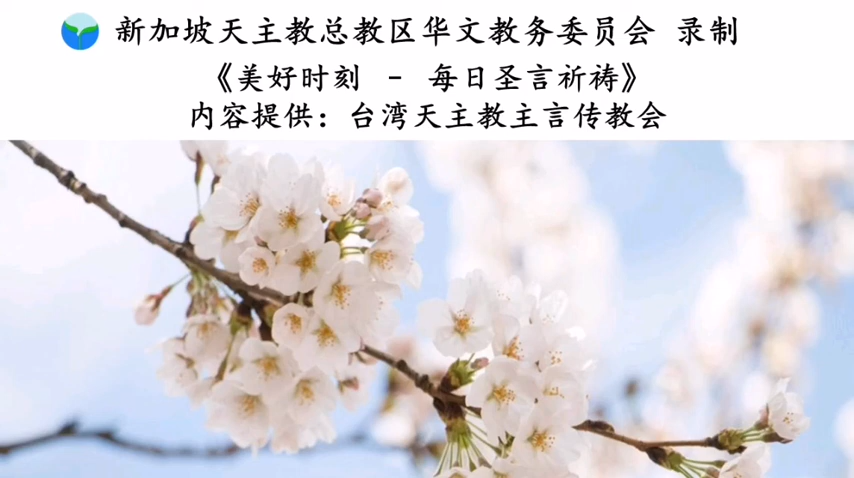 新加坡天主教总教区华文教务委员会 录制
《美好时刻 - 每日圣言祈祷》
内容提供：台湾天主教主言传教会